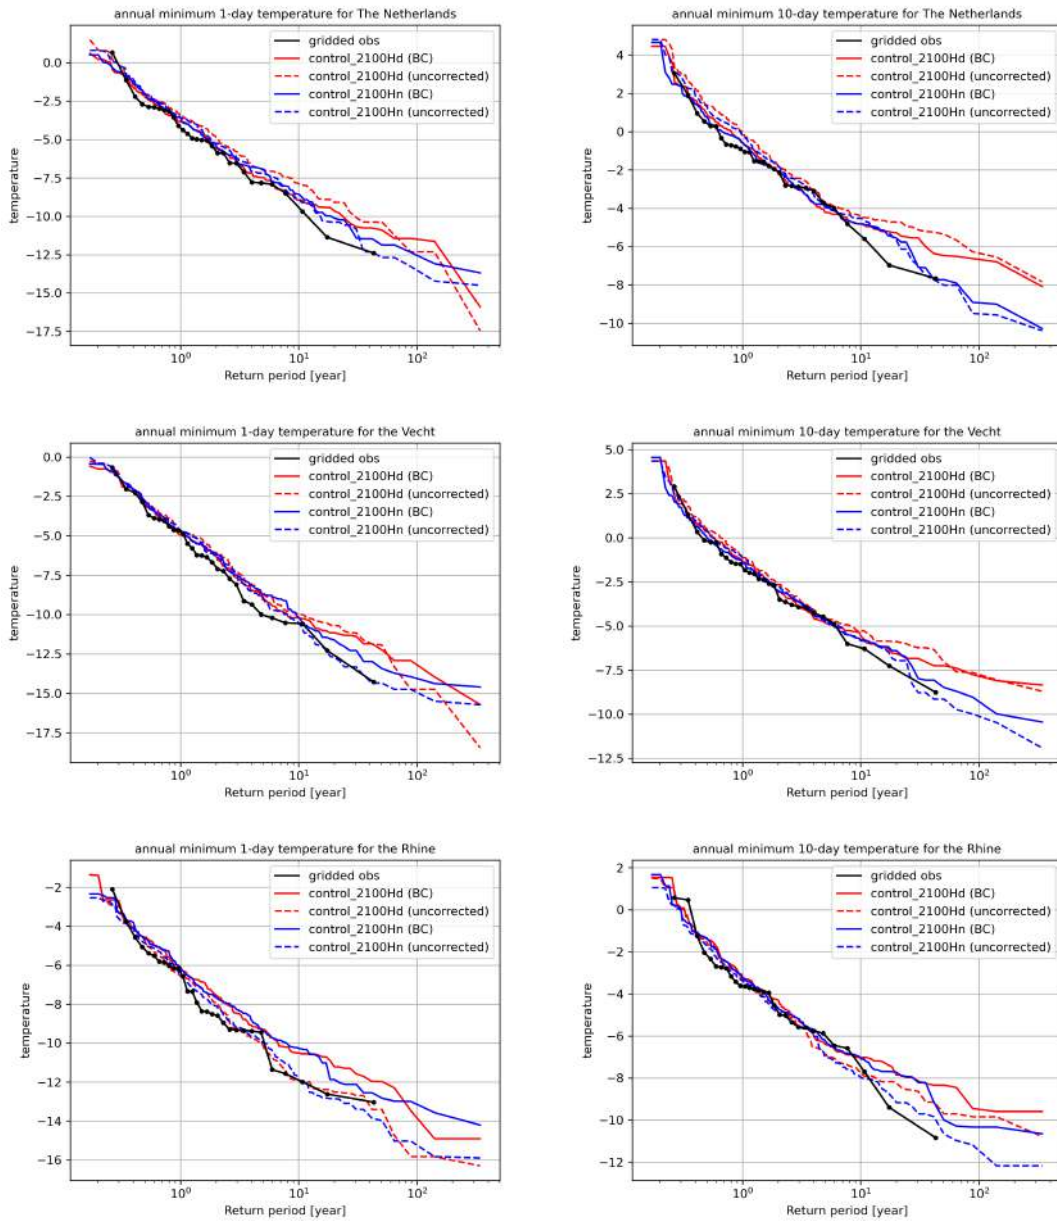 annual minimum 1-day temperature for The Netherlands
temperature
0.0
−2.5
−5.0
−7.5
−10.0
−12.5
−15.0
−17.5
gridded obs
control_2100Hd (BC)
control_2100Hd (uncorrected)
control_2100Hn (BC)
control_2100Hn (uncorrected)
10⁰
10¹
10²
Return period [year]
annual minimum 10-day temperature for The Netherlands
temperature
4
2
0
−2
−4
−6
−8
−10
gridded obs
control_2100Hd (BC)
control_2100Hd (uncorrected)
control_2100Hn (BC)
control_2100Hn (uncorrected)
10⁰
10¹
10²
Return period [year]
annual minimum 1-day temperature for the Vecht
temperature
0.0
−2.5
−5.0
−7.5
−10.0
−12.5
−15.0
−17.5
gridded obs
control_2100Hd (BC)
control_2100Hd (uncorrected)
control_2100Hn (BC)
control_2100Hn (uncorrected)
10⁰
10¹
10²
Return period [year]
annual minimum 10-day temperature for the Vecht
temperature
5.0
2.5
0.0
−2.5
−5.0
−7.5
−10.0
−12.5
gridded obs
control_2100Hd (BC)
control_2100Hd (uncorrected)
control_2100Hn (BC)
control_2100Hn (uncorrected)
10⁰
10¹
10²
Return period [year]
annual minimum 1-day temperature for the Rhine
temperature
−2
−4
−6
−8
−10
−12
−14
−16
gridded obs
control_2100Hd (BC)
control_2100Hd (uncorrected)
control_2100Hn (BC)
control_2100Hn (uncorrected)
10⁰
10¹
10²
Return period [year]
annual minimum 10-day temperature for the Rhine
temperature
2
0
−2
−4
−6
−8
−10
−12
gridded obs
control_2100Hd (BC)
control_2100Hd (uncorrected)
control_2100Hn (BC)
control_2100Hn (uncorrected)
10⁰
10¹
10²
Return period [year]